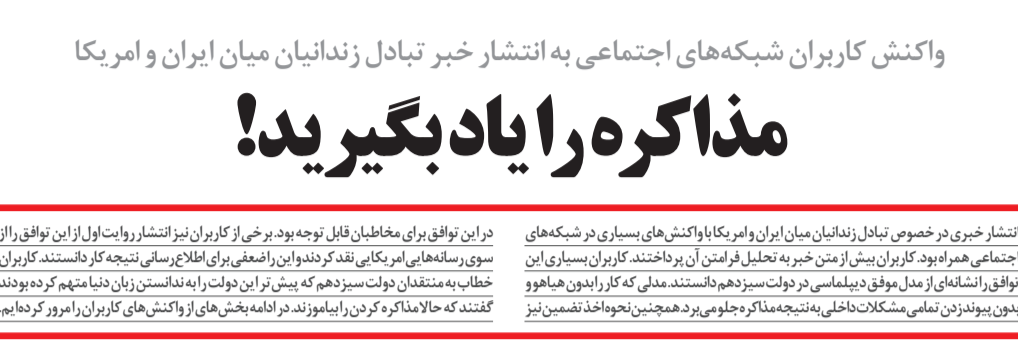 واکنش کاربران شبکه‌های اجتماعی به انتشار خبر تبادل زندانیان میان ایران و امریکا
مذاکره را یاد بگیرید!
انتشار خبری در خصوص تبادل زندانیان میان ایران و امریکا با واکنش‌های بسیاری در شبکه‌های
اجتماعی همراه بود. کاربران بیش از متن خبر به تحلیل فرامتن آن پرداختند. کاربران بسیاری این
توافق را نشانه‌ای از مدل موفق دیپلماسی در دولت سیزدهم دانستند. مدلی که کار را بدون هیاهو و
بدون پیوند زدن تمامی مشکلات داخلی به نتیجه مذاکره جلو می‌برد. همچنین نحوه اخذ تضمین نیز
در این توافق برای مخاطبان قابل توجه بود. برخی از کاربران نیز انتشار روایت اول از این توافق را از
سوی رسانه‌هایی امریکایی نقد کردند و این را ضعفی برای اطلاع‌رسانی نتیجه کار دانستند. کاربران
خطاب به منتقدان دولت سیزدهم که پیش‌تر این دولت را به ندانستن زبان دنیا متهم کرده بودند
گفتند که حالا مذاکره کردن را بیاموزند. در ادامه بخش‌های از واکنش‌های کاربران را مرور کرده‌ایم.